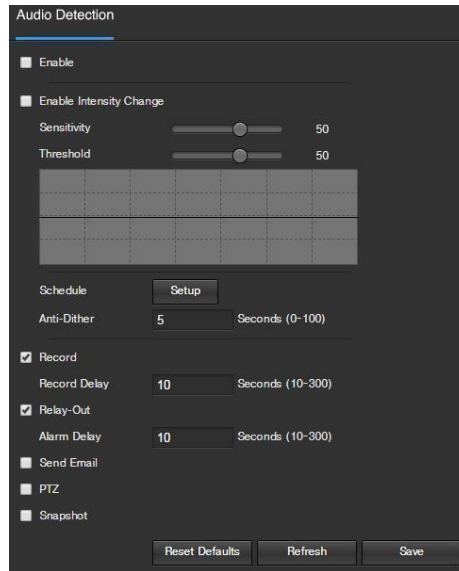 Audio Detection
Enable
Enable Intensity Change
Sensitivity 50
Threshold 50
Schedule Setup
Anti-Dither 5 Seconds (0-100)
Record
Record Delay 10 Seconds (10-300)
Relay-Out
Alarm Delay 10 Seconds (10-300)
Send Email
PTZ
Snapshot
Reset Defaults Refresh Save